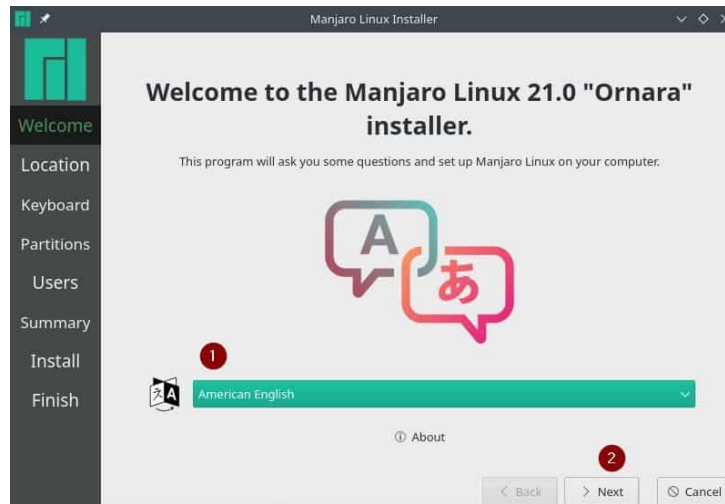 Manjaro Linux Installer
Welcome
Location
Keyboard
Partitions
Users
Summary
Install
Finish
Welcome to the Manjaro Linux 21.0 "Ornara"
installer.
This program will ask you some questions and set up Manjaro Linux on your computer.
A
あ
1
え A
American English
About
2
Back
Next
Cancel